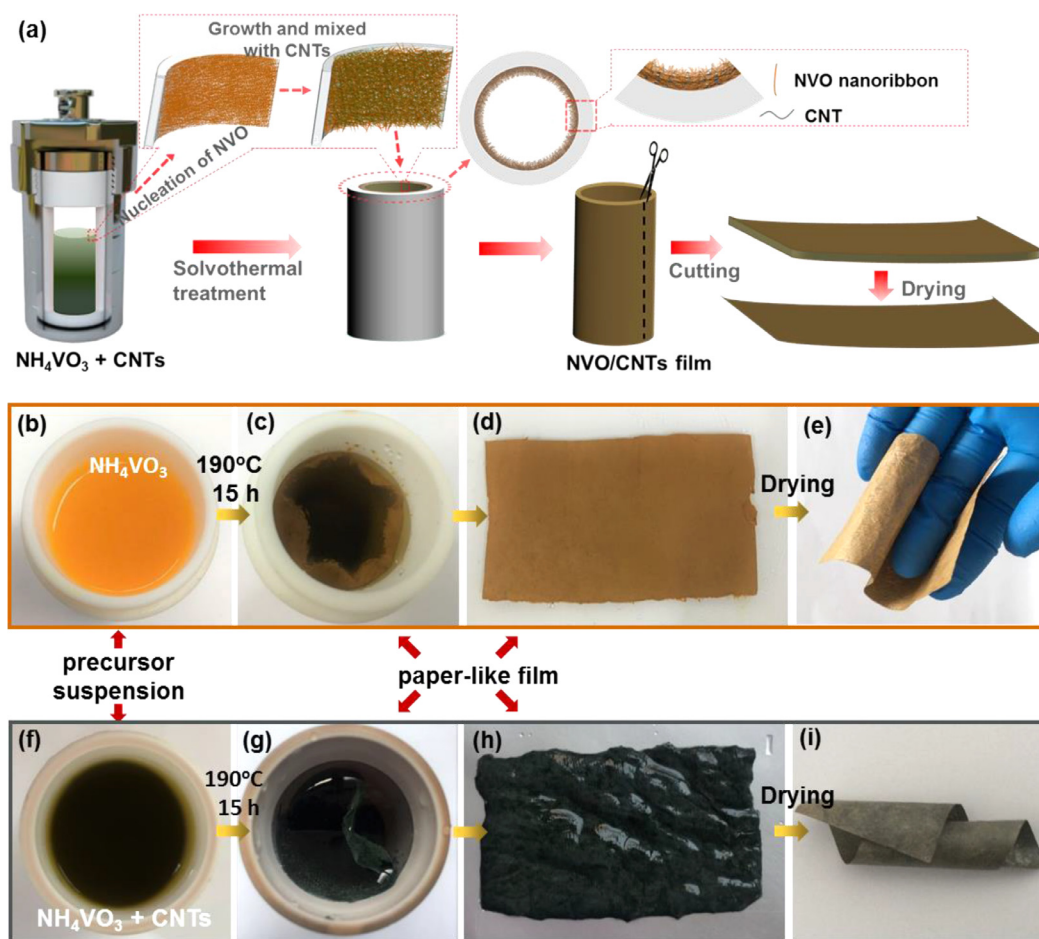 (a)
Growth and mixed
with CNTs
Nucleation of NVO
NVO nanoribbon
CNT
Solvothermal
treatment
Cutting
Drying
NH₄VO₃ + CNTs
NVO/CNTs film
(b)
NH₄VO₃
190ºC
15 h
(c)
(d)
Drying
(e)
precursor
suspension
paper-like film
(f)
NH₄VO₃ + CNTs
190ºC
15 h
(g)
(h)
Drying
(i)